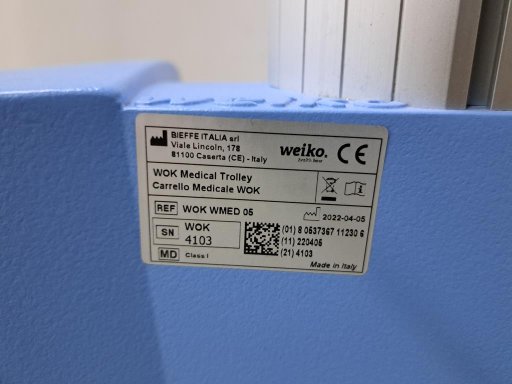 BIEFFE ITALIA srl
Viale Lincoln, 178
81100 Caserta (CE) - Italy
weiko.
CE
WOK Medical Trolley
Carrello Medicale WOK
REF WOK WMED 05
2022-04-05
SN WOK
4103
(01) 8 0537367 11230 6
(11) 220405
(21) 4103
MD Class I
Made in Italy